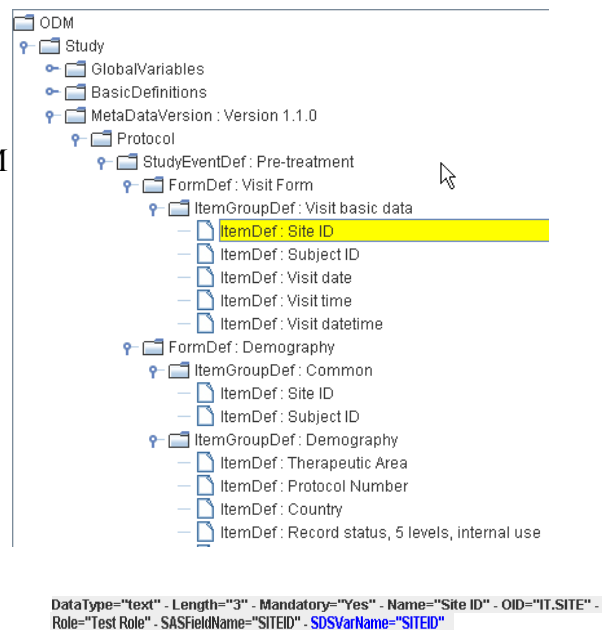 ODM
Study
GlobalVariables
BasicDefinitions
MetaDataVersion : Version 1.1.0
Protocol
M
StudyEventDef : Pre-treatment
FormDef : Visit Form
ItemGroupDef : Visit basic data
ItemDef : Site ID
ItemDef : Subject ID
ItemDef : Visit date
ItemDef : Visit time
ItemDef : Visit datetime
FormDef : Demography
ItemGroupDef : Common
ItemDef : Site ID
ItemDef : Subject ID
ItemGroupDef : Demography
ItemDef : Therapeutic Area
ItemDef : Protocol Number
ItemDef : Country
ItemDef : Record status, 5 levels, internal use
DataType="text" - Length="3" - Mandatory="Yes" - Name="Site ID" - OID="IT.SITE" -
Role="Test Role" - SASFieldName="SITEID" - SDSVarName="SITEID"